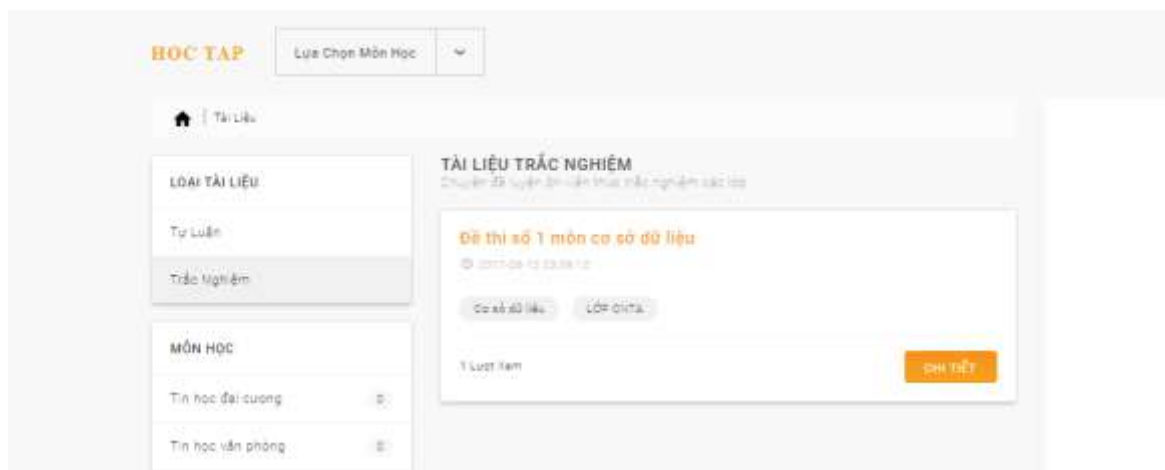 HOC TAP
Lựa Chọn Môn Học
Tài Liệu
LOẠI TÀI LIỆU
Tự Luận
Trắc Nghiệm
MÔN HỌC
Tin học đại cương 0
Tin học văn phòng 0
TÀI LIỆU TRẮC NGHIỆM
Đề thi số 1 môn cơ sở dữ liệu
Cơ sở dữ liệu
1 Lượt Xem
CHI TIẾT